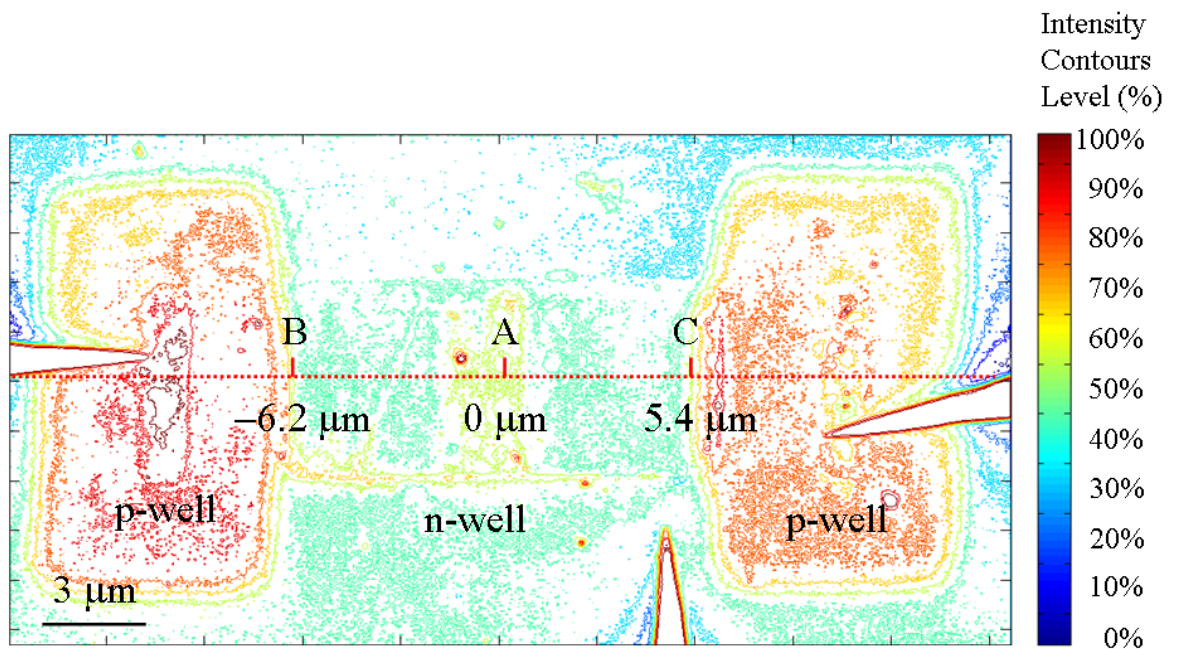 Intensity
Contours
Level (%)
100%
90%
80%
70%
60%
50%
40%
30%
20%
10%
0%
B A C
–6.2 μm 0 μm 5.4 μm
p-well n-well p-well
3 μm